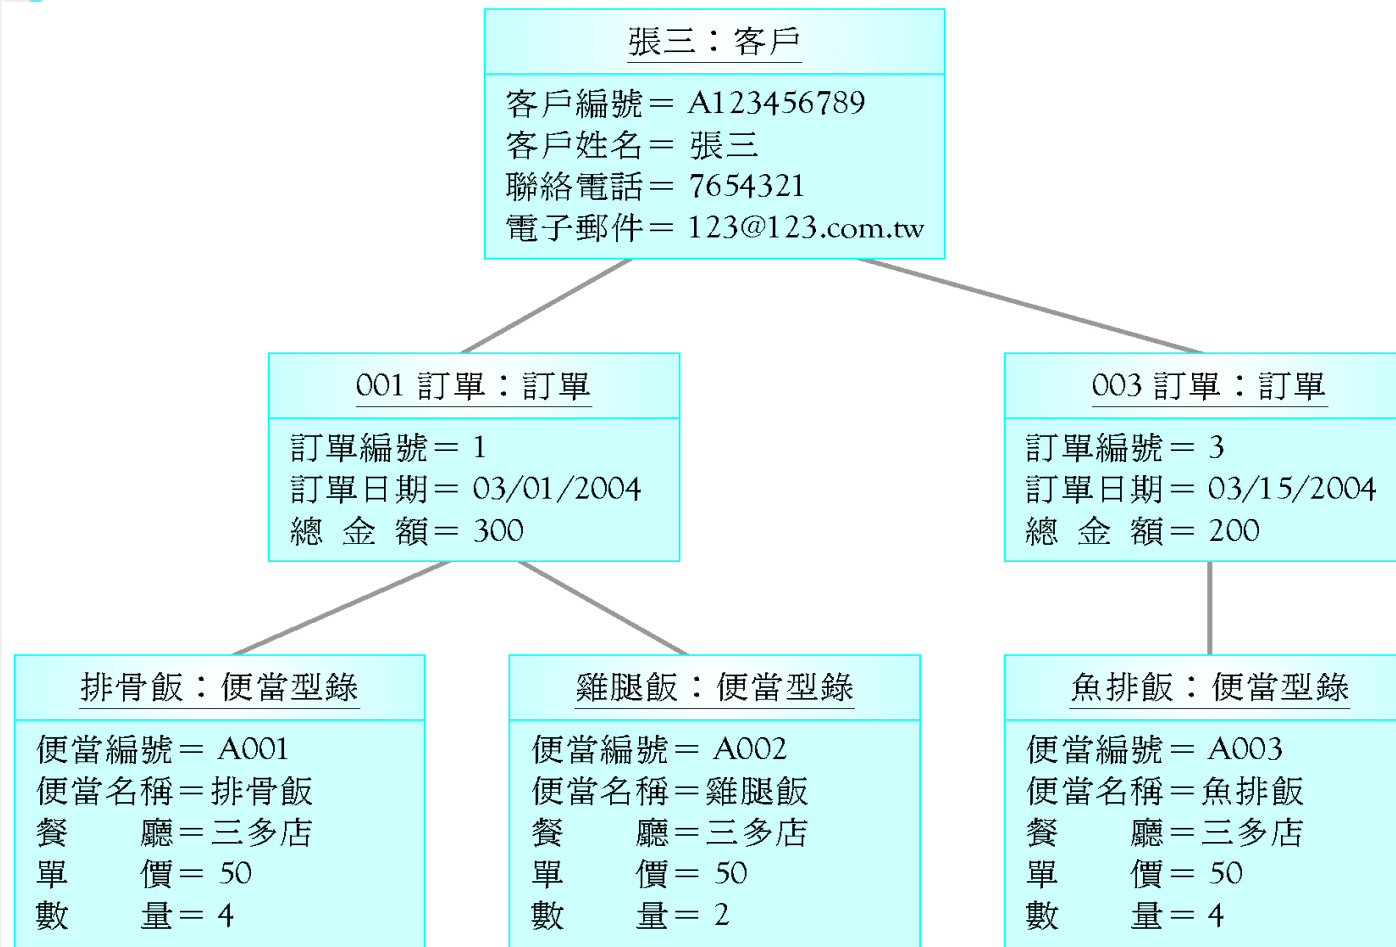 張三：客戶
客戶編號＝ A123456789
客戶姓名＝ 張三
聯絡電話＝ 7654321
電子郵件＝ 123@123.com.tw
001 訂單：訂單
訂單編號＝ 1
訂單日期＝ 03/01/2004
總 金 額＝ 300
003 訂單：訂單
訂單編號＝ 3
訂單日期＝ 03/15/2004
總 金 額＝ 200
排骨飯：便當型錄
便當編號＝ A001
便當名稱＝排骨飯
餐　　廳＝三多店
單　　價＝ 50
數　　量＝ 4
雞腿飯：便當型錄
便當編號＝ A002
便當名稱＝雞腿飯
餐　　廳＝三多店
單　　價＝ 50
數　　量＝ 2
魚排飯：便當型錄
便當編號＝ A003
便當名稱＝魚排飯
餐　　廳＝三多店
單　　價＝ 50
數　　量＝ 4